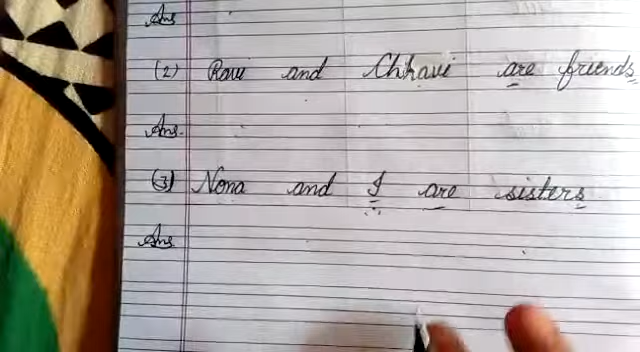 Ans
(2) Ravi and Chhavi are friends
Ans.
(3) Nona and I are sisters
Ans